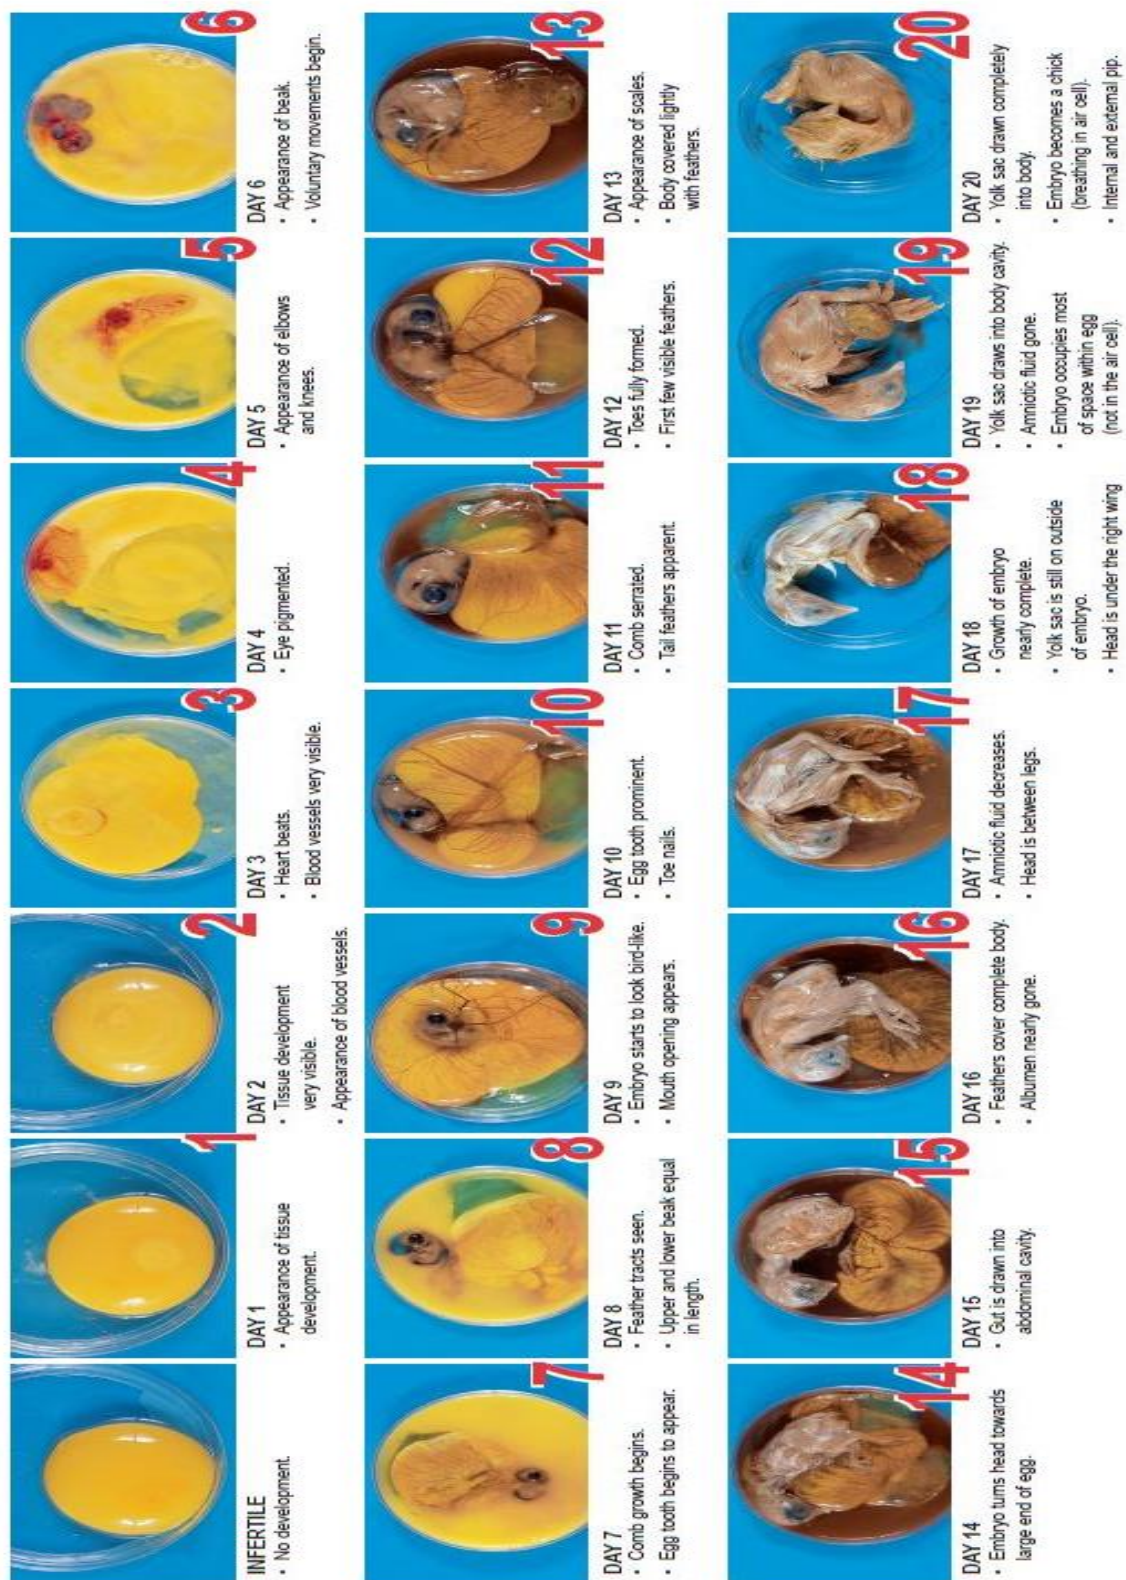 INFERTILE
• No development.
1
DAY 1
• Appearance of tissue
development.
2
DAY 2
• Tissue development
very visible.
• Appearance of blood vessels.
3
DAY 3
• Heart beats.
• Blood vessels very visible.
4
DAY 4
• Eye pigmented.
5
DAY 5
• Appearance of elbows
and knees.
6
DAY 6
• Appearance of beak.
• Voluntary movements begin.
7
DAY 7
• Comb growth begins.
• Egg tooth begins to appear.
8
DAY 8
• Feather tracts seen.
• Upper and lower beak equal
in length.
9
DAY 9
• Embryo starts to look bird-like.
• Mouth opening appears.
10
DAY 10
• Egg tooth prominent.
• Toe nails.
11
DAY 11
• Comb serrated.
• Tail feathers apparent.
12
DAY 12
• Toes fully formed.
• First few visible feathers.
13
DAY 13
• Appearance of scales.
• Body covered lightly
with feathers.
14
DAY 14
• Embryo turns head towards
large end of egg.
15
DAY 15
• Gut is drawn into
abdominal cavity.
16
DAY 16
• Feathers cover complete body.
• Albumen nearly gone.
17
DAY 17
• Amniotic fluid decreases.
• Head is between legs.
18
DAY 18
• Growth of embryo
nearly complete.
• Yolk sac is still on outside
of embryo.
• Head is under the right wing
19
DAY 19
• Yolk sac draws into body cavity.
• Amniotic fluid gone.
• Embryo occupies most
of space within egg
(not in the air cell).
20
DAY 20
• Yolk sac drawn completely
into body.
• Embryo becomes a chick
(breathing in air cell).
• Internal and external pip.